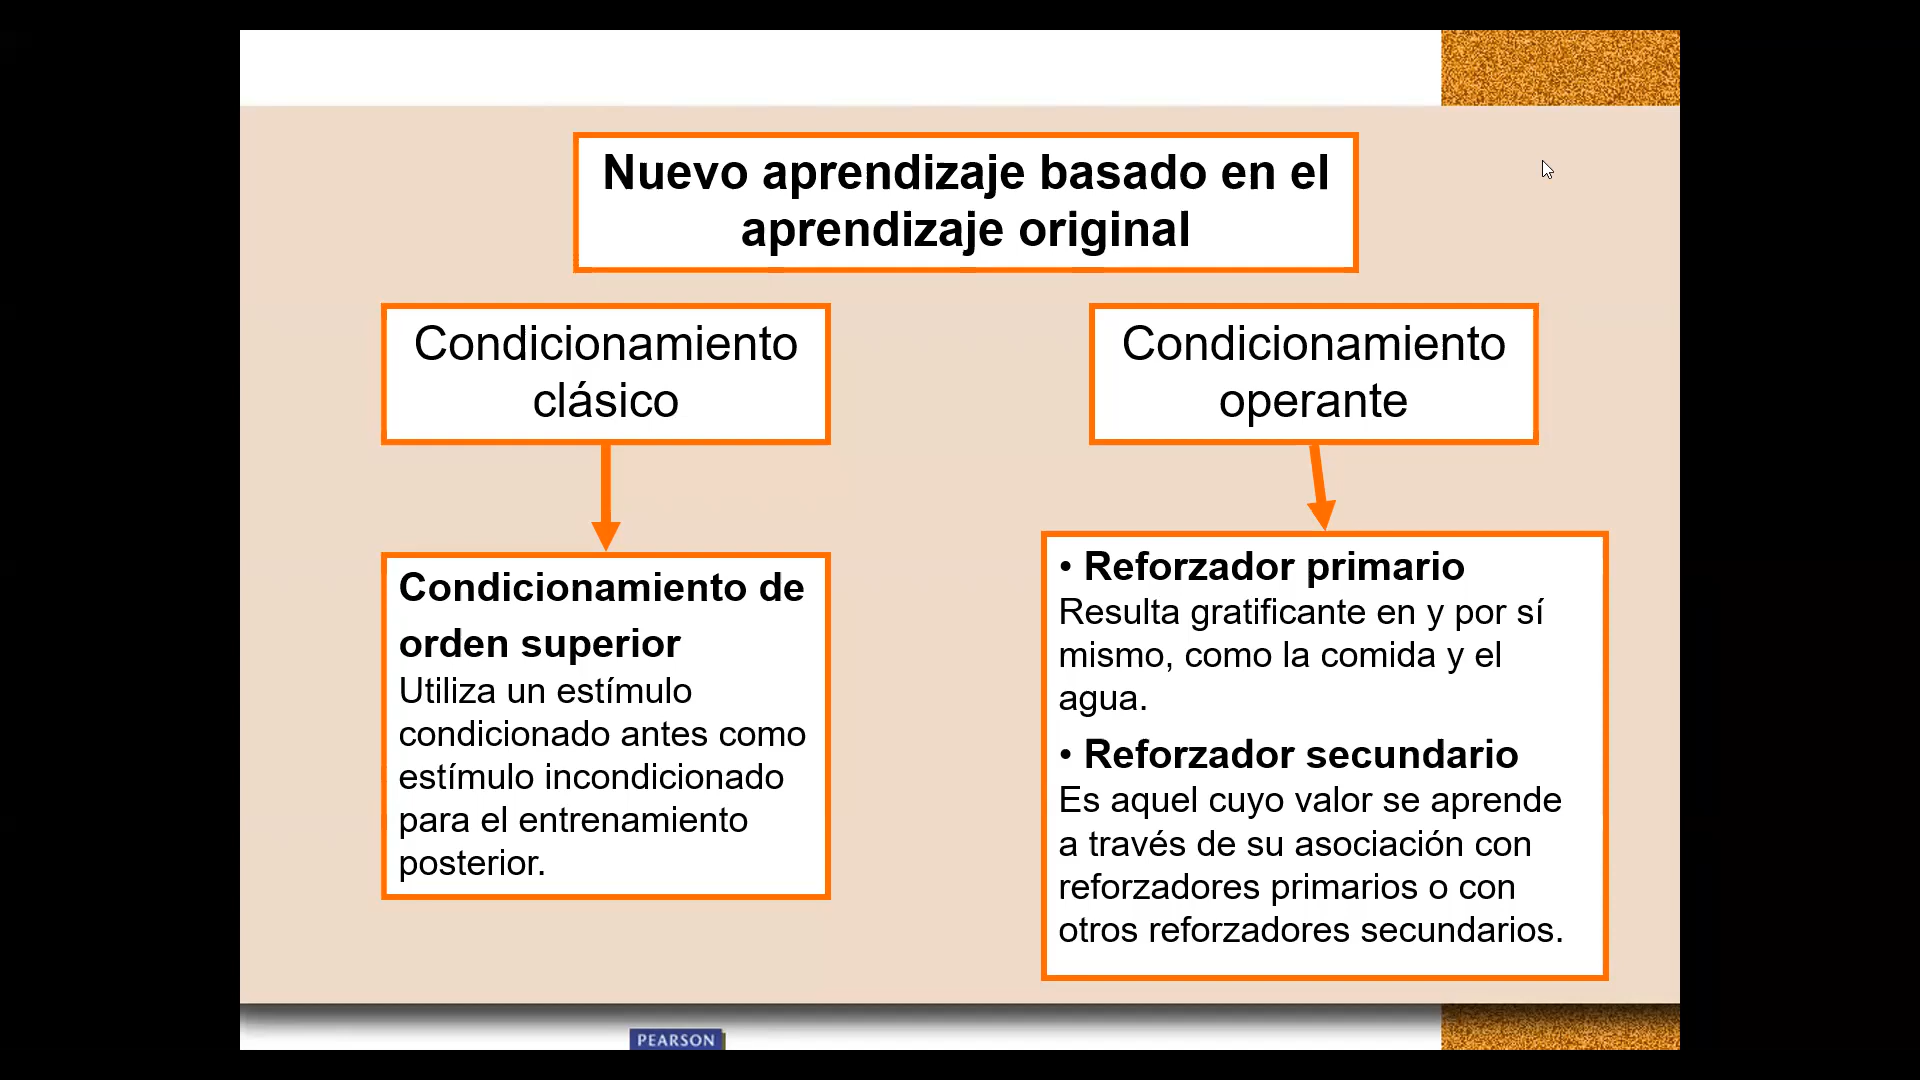 Nuevo aprendizaje basado en el
aprendizaje original
Condicionamiento
clásico
Condicionamiento de
orden superior
Utiliza un estímulo
condicionado antes como
estímulo incondicionado
para el entrenamiento
posterior.
Condicionamiento
operante
• Reforzador primario
Resulta gratificante en y por sí
mismo, como la comida y el
agua.
• Reforzador secundario
Es aquel cuyo valor se aprende
a través de su asociación con
reforzadores primarios o con
otros reforzadores secundarios.
PEARSON